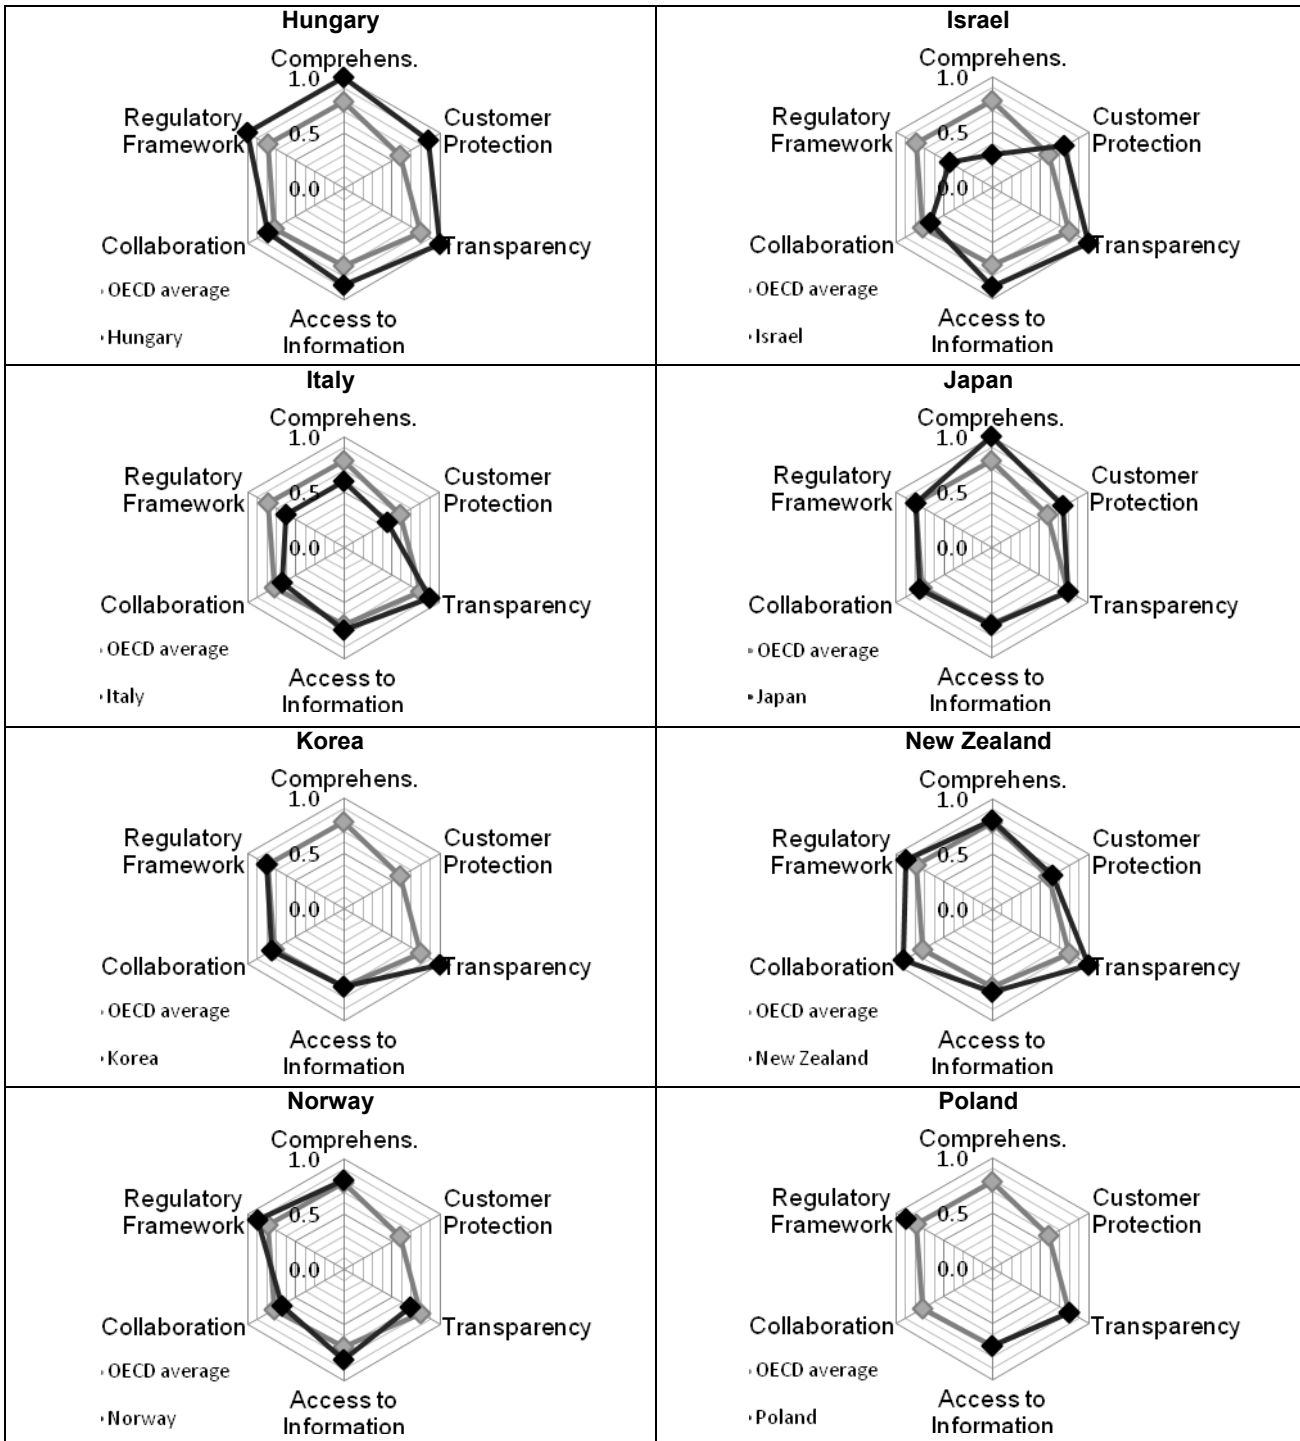 Hungary
Comprehens.
1.0
Regulatory
Framework
Customer
Protection
0.5
0.0
Collaboration
Transparency
OECD average
Access to
Information
Hungary
Israel
Comprehens.
1.0
Regulatory
Framework
Customer
Protection
0.5
0.0
Collaboration
Transparency
OECD average
Access to
Information
Israel
Italy
Comprehens.
1.0
Regulatory
Framework
Customer
Protection
0.5
0.0
Collaboration
Transparency
OECD average
Access to
Information
Italy
Japan
Comprehens.
1.0
Regulatory
Framework
Customer
Protection
0.5
0.0
Collaboration
Transparency
OECD average
Access to
Information
Japan
Korea
Comprehens.
1.0
Regulatory
Framework
Customer
Protection
0.5
0.0
Collaboration
Transparency
OECD average
Access to
Information
Korea
New Zealand
Comprehens.
1.0
Regulatory
Framework
Customer
Protection
0.5
0.0
Collaboration
Transparency
OECD average
Access to
Information
New Zealand
Norway
Comprehens.
1.0
Regulatory
Framework
Customer
Protection
0.5
0.0
Collaboration
Transparency
OECD average
Access to
Information
Norway
Poland
Comprehens.
1.0
Regulatory
Framework
Customer
Protection
0.5
0.0
Collaboration
Transparency
OECD average
Access to
Information
Poland